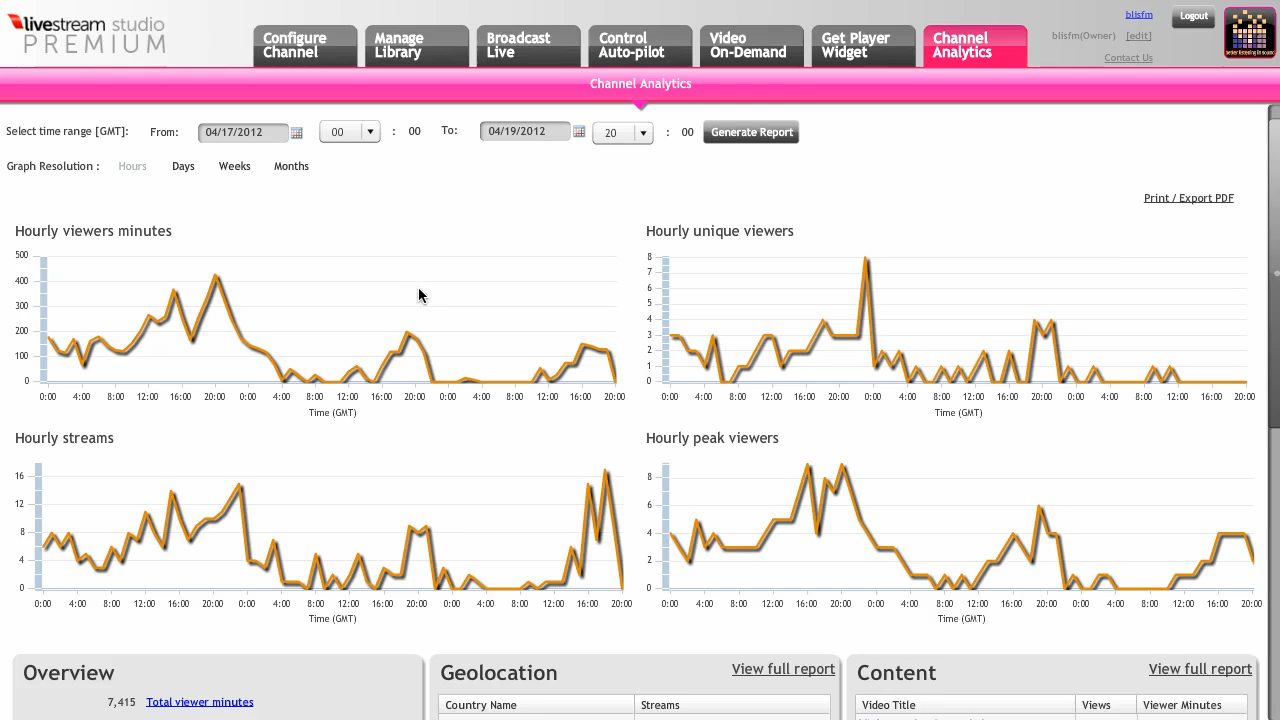 livestream studio
PREMIUM
Configure Channel
Manage Library
Broadcast Live
Control Auto-pilot
Video On-Demand
Get Player Widget
Channel Analytics
blisfm
Logout
blisfm(Owner) [edit]
Contact Us
better listening in sound
Channel Analytics
Select time range [GMT]: From: 04/17/2012 00 : 00 To: 04/19/2012 20 : 00 Generate Report
Graph Resolution : Hours Days Weeks Months
Print / Export PDF
Hourly viewers minutes
500
400
300
200
100
0
0:00 4:00 8:00 12:00 16:00 20:00 0:00 4:00 8:00 12:00 16:00 20:00 0:00 4:00 8:00 12:00 16:00 20:00
Time (GMT)
Hourly unique viewers
8
7
6
5
4
3
2
1
0
0:00 4:00 8:00 12:00 16:00 20:00 0:00 4:00 8:00 12:00 16:00 20:00 0:00 4:00 8:00 12:00 16:00 20:00
Time (GMT)
Hourly streams
16
12
8
4
0
0:00 4:00 8:00 12:00 16:00 20:00 0:00 4:00 8:00 12:00 16:00 20:00 0:00 4:00 8:00 12:00 16:00 20:00
Time (GMT)
Hourly peak viewers
8
6
4
2
0
0:00 4:00 8:00 12:00 16:00 20:00 0:00 4:00 8:00 12:00 16:00 20:00 0:00 4:00 8:00 12:00 16:00 20:00
Time (GMT)
Overview
7,415 Total viewer minutes
Geolocation View full report
Country Name Streams
Content View full report
Video Title Views Viewer Minutes